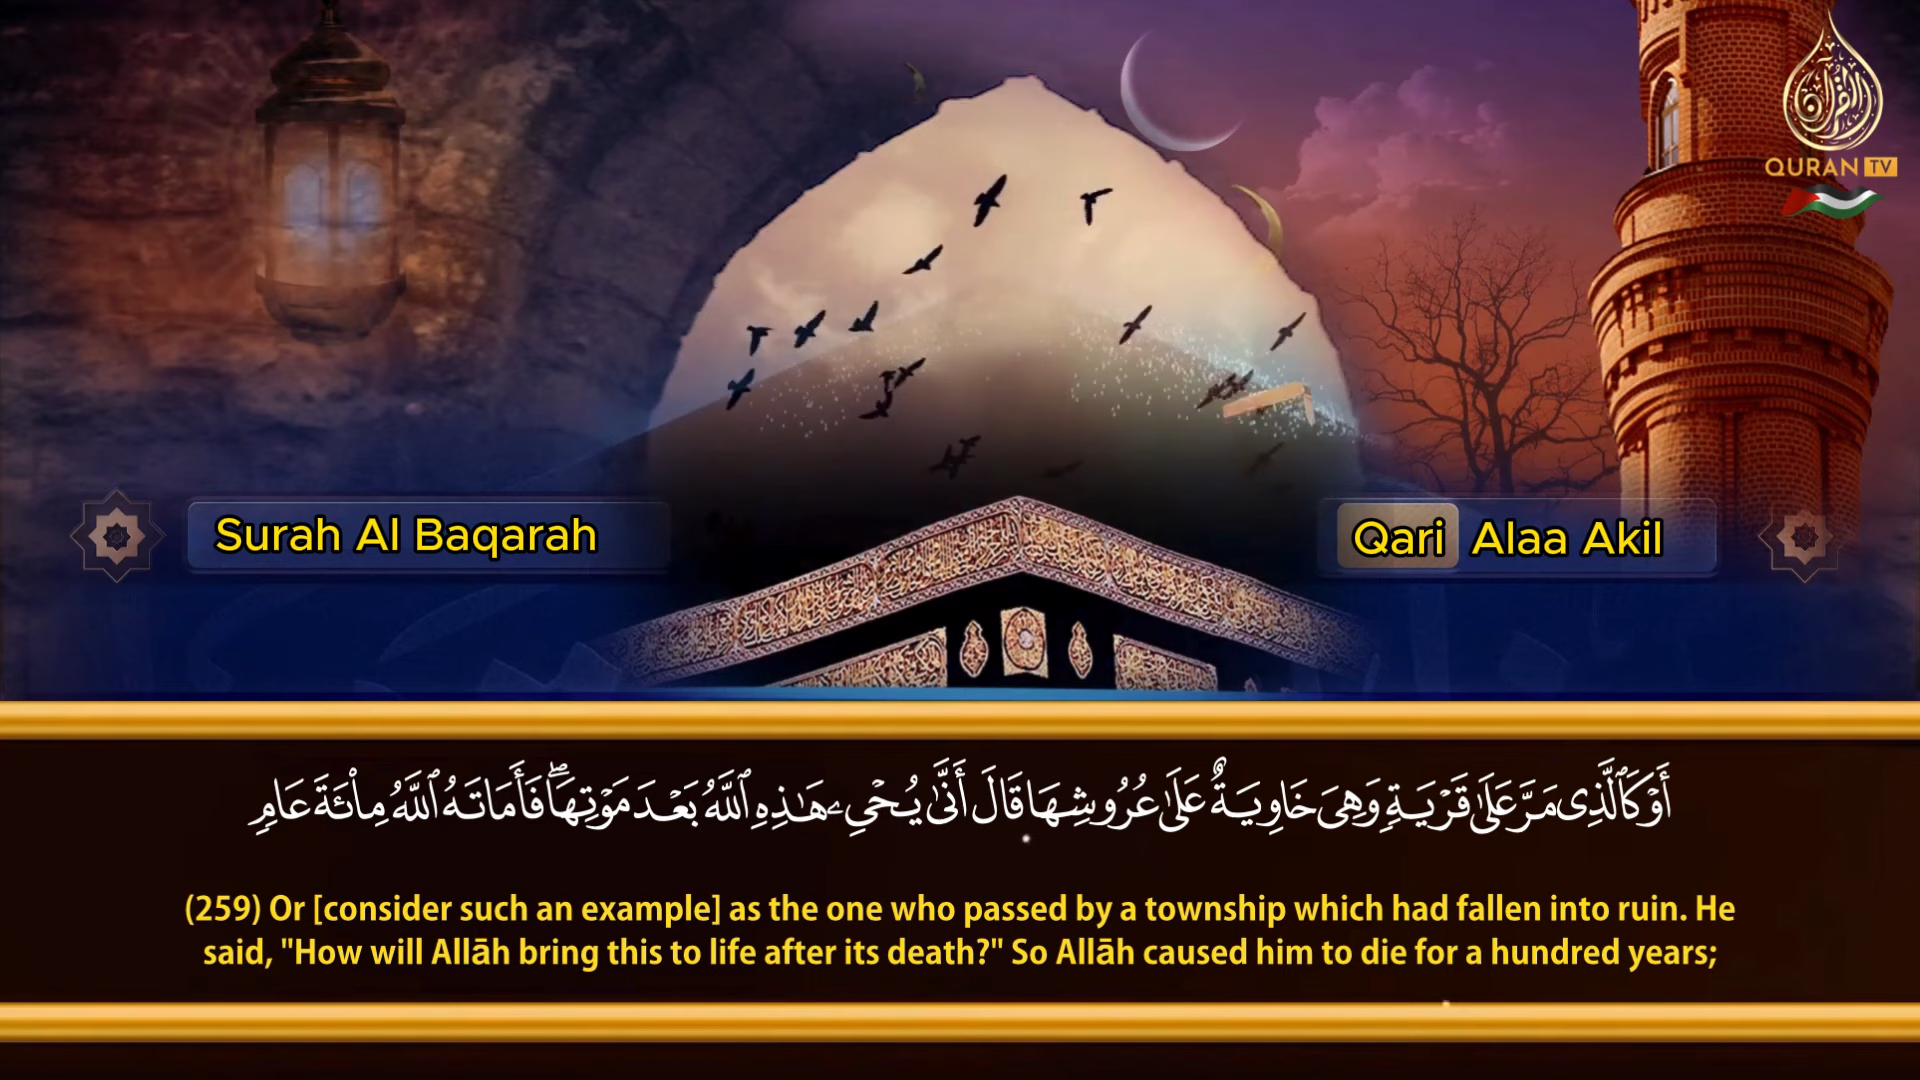 القرآن
QURAN TV
Surah Al Baqarah
Qari Alaa Akil
أَوْ كَٱلَّذِى مَرَّ عَلَىٰ قَرْيَةٍ وَهِىَ خَاوِيَةٌ عَلَىٰ عُرُوشِهَا قَالَ أَنَّىٰ يُحْىِۦ هَـٰذِهِ ٱللَّهُ بَعْدَ مَوْتِهَا ۖ فَأَمَاتَهُ ٱللَّهُ مِا۟ئَةَ عَامٍ
(259) Or [consider such an example] as the one who passed by a township which had fallen into ruin. He
said, "How will Allāh bring this to life after its death?" So Allāh caused him to die for a hundred years;